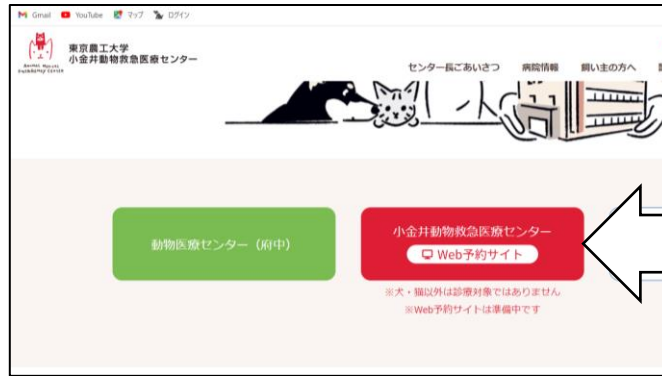 Gmail YouTube マップ ログイン
東京農工大学
小金井動物救急医療センター
センター長ごあいさつ 病院情報 飼い主の方へ
動物医療センター（府中）
小金井動物救急医療センター
Web予約サイト
※犬・猫以外は診療対象ではありません
※Web予約サイトは準備中です